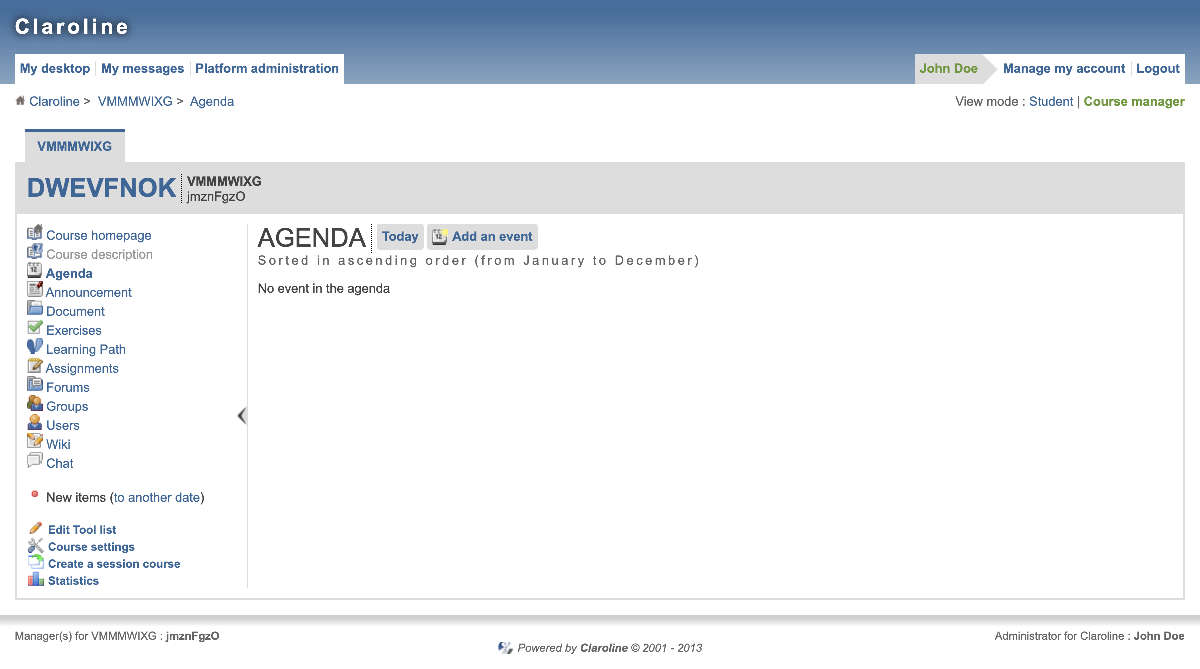 Claroline
My desktop My messages Platform administration
John Doe Manage my account Logout
Claroline > VMMMWIXG > Agenda
View mode : Student | Course manager
VMMMWIXG
DWEVFNOK
VMMMWIXG
jmznFgzO
Course homepage
Course description
Agenda
Announcement
Document
Exercises
Learning Path
Assignments
Forums
Groups
Users
Wiki
Chat
New items (to another date)
Edit Tool list
Course settings
Create a session course
Statistics
AGENDA Today Add an event
Sorted in ascending order (from January to December)
No event in the agenda
Manager(s) for VMMMWIXG : jmznFgzO
Powered by Claroline © 2001 - 2013
Administrator for Claroline : John Doe